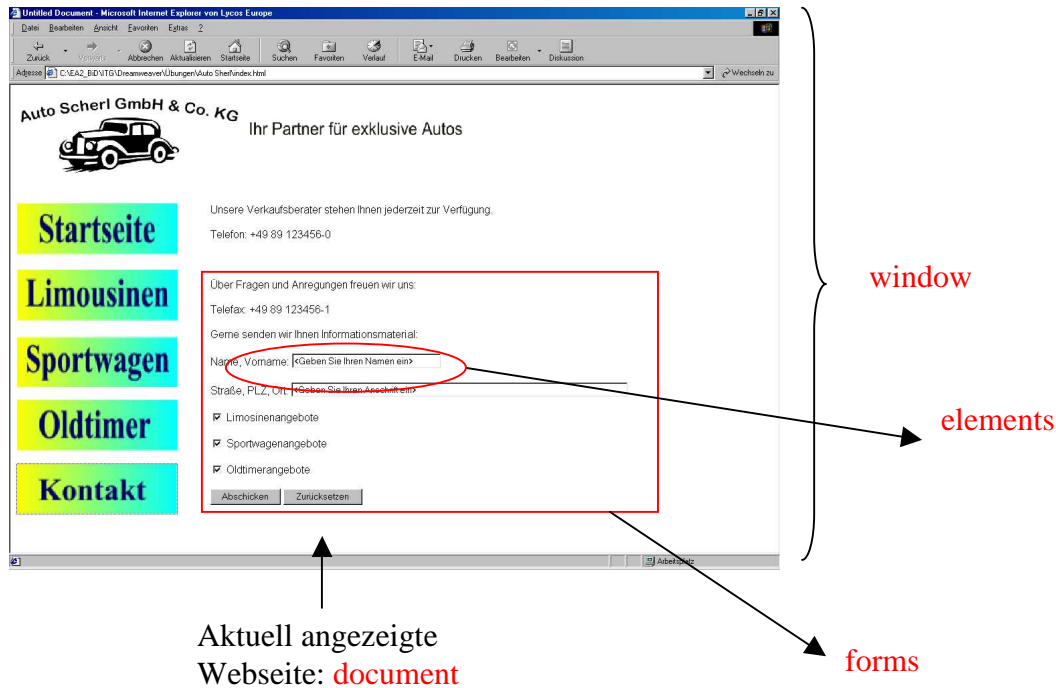 Untitled Document - Microsoft Internet Explorer von Lycos Europe
Datei Bearbeiten Ansicht Favoriten Extras ?
Zurück Vorwärts Abbrechen Aktualisieren Startseite Suchen Favoriten Verlauf E-Mail Drucken Bearbeiten Diskussion
Adresse C:\EA2_BiD\ITG\Dreamweaver\Übungen\Auto Sherl\index.html Wechseln zu
Auto Scherl GmbH & Co. KG
Ihr Partner für exklusive Autos
Startseite
Limousinen
Sportwagen
Oldtimer
Kontakt
Unsere Verkaufsberater stehen Ihnen jederzeit zur Verfügung.
Telefon: +49 89 123456-0
Über Fragen und Anregungen freuen wir uns:
Telefax: +49 89 123456-1
Gerne senden wir Ihnen Informationsmaterial:
Name, Vorname: <Geben Sie Ihren Namen ein>
Straße, PLZ, Ort: <Geben Sie Ihren Anschrift ein>
Limosinenangebote
Sportwagenangebote
Oldtimerangebote
Abschicken Zurücksetzen
Arbeitsplatz
window
elements
forms
Aktuell angezeigte
Webseite: document